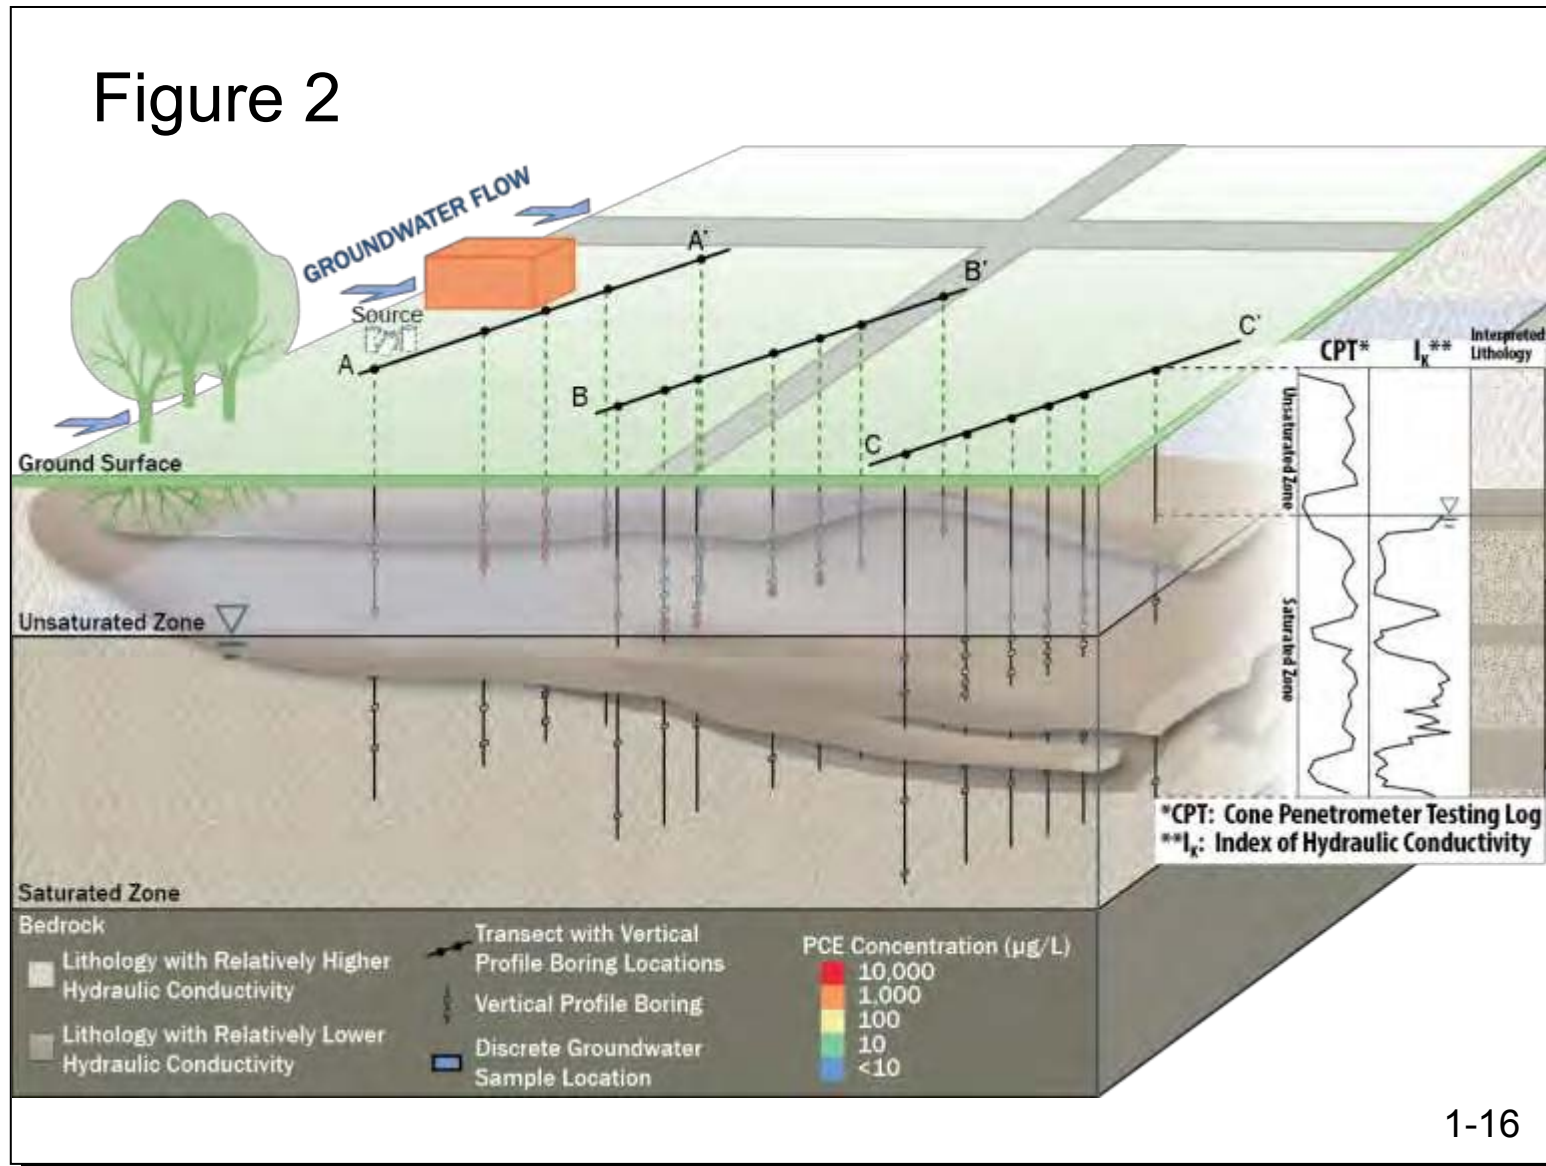 Figure 2
GROUNDWATER FLOW
Source
A
A'
B
B'
C
C'
Ground Surface
Unsaturated Zone
Saturated Zone
CPT*
IK**
Interpreted
Lithology
Unsaturated Zone
Saturated Zone
*CPT: Cone Penetrometer Testing Log
**IK: Index of Hydraulic Conductivity
Bedrock
Lithology with Relatively Higher
Hydraulic Conductivity
Lithology with Relatively Lower
Hydraulic Conductivity
Transect with Vertical
Profile Boring Locations
Vertical Profile Boring
Discrete Groundwater
Sample Location
PCE Concentration (µg/L)
10,000
1,000
100
10
<10
1-16